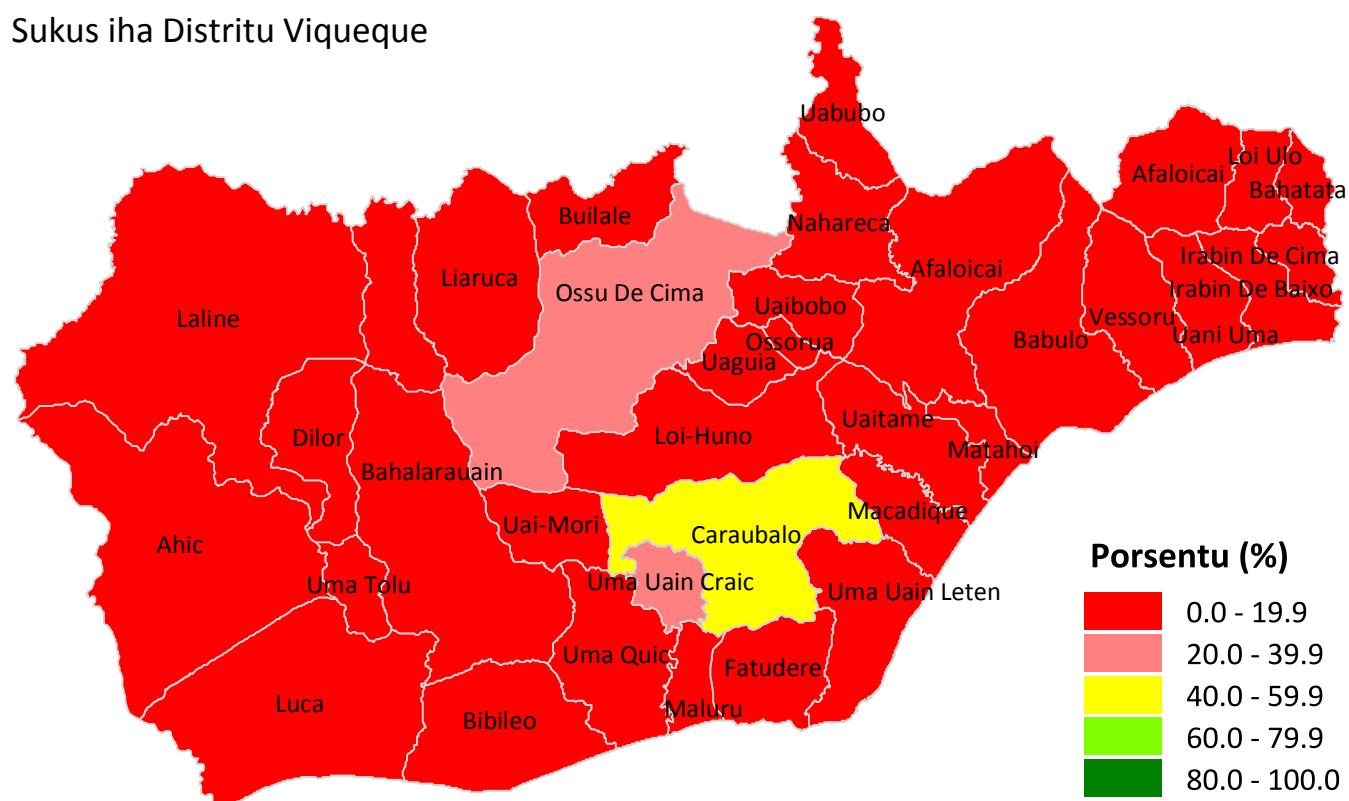 Sukus iha Distritu Viqueque
Uabubo
Loi Ulo
Afaloicai
Bahatata
Builale
Nahareca
Irabin De Cima
Afaloicai
Liaruca
Ossu De Cima
Irabin De Baixo
Uaibobo
Laline
Vessoru
Uani Uma
Babulo
Ossorua
Uaguia
Uaitame
Dilor
Loi-Huno
Matahoi
Bahalarauain
Macadique
Uai-Mori
Caraubalo
Ahic
Uma Tolu
Uma Uain Craic
Uma Uain Leten
Uma Quic
Fatudere
Luca
Maluru
Bibileo
Porsentu (%)
0.0 - 19.9
20.0 - 39.9
40.0 - 59.9
60.0 - 79.9
80.0 - 100.0